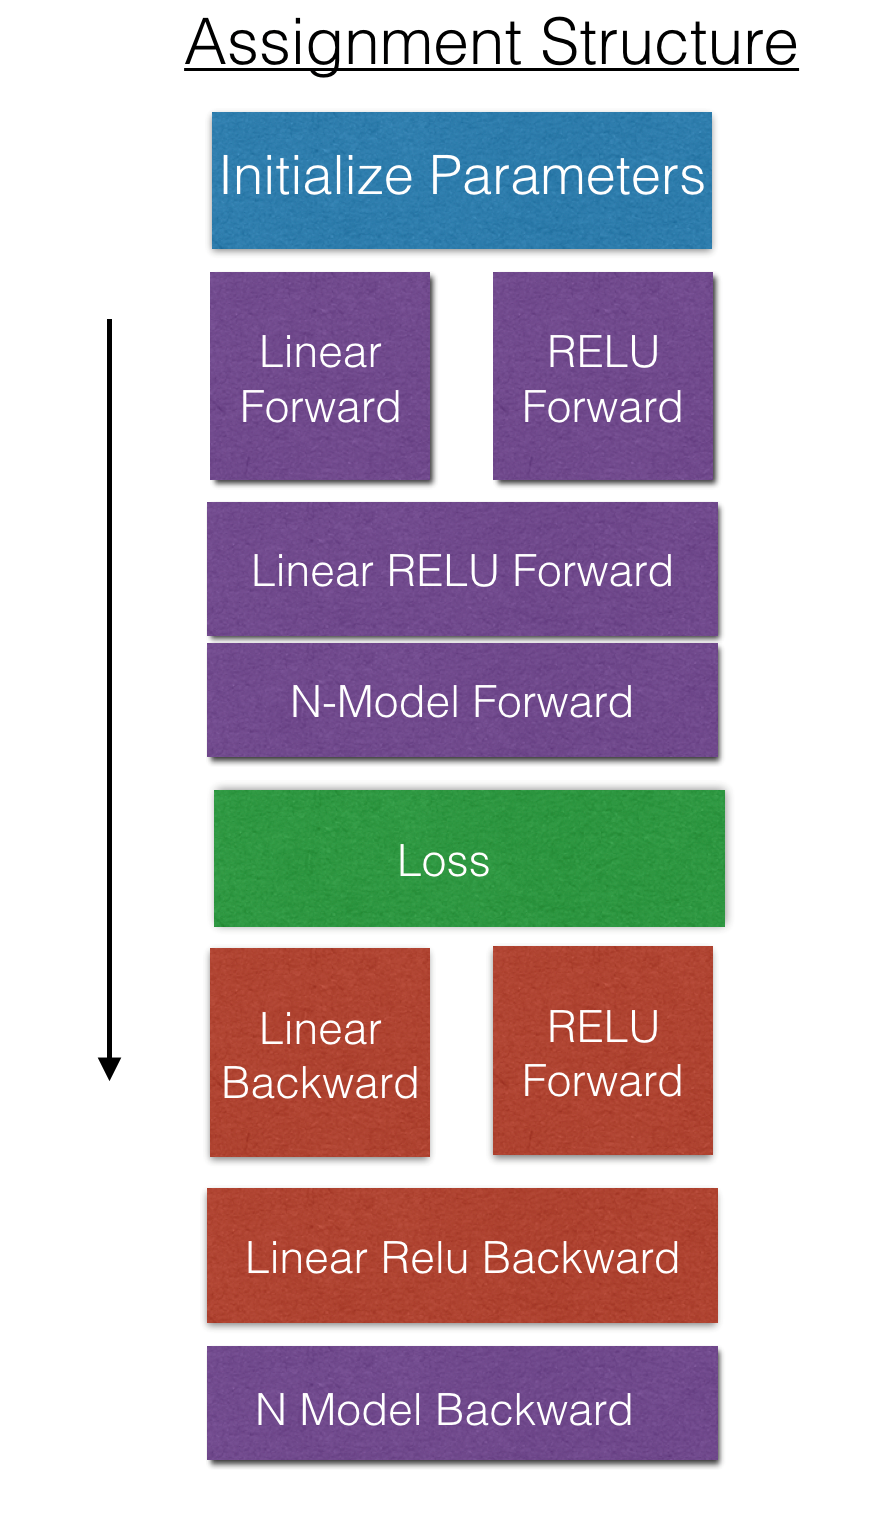 Assignment Structure
Initialize Parameters
Linear
Forward
RELU
Forward
Linear RELU Forward
N-Model Forward
Loss
Linear
Backward
RELU
Forward
Linear Relu Backward
N Model Backward